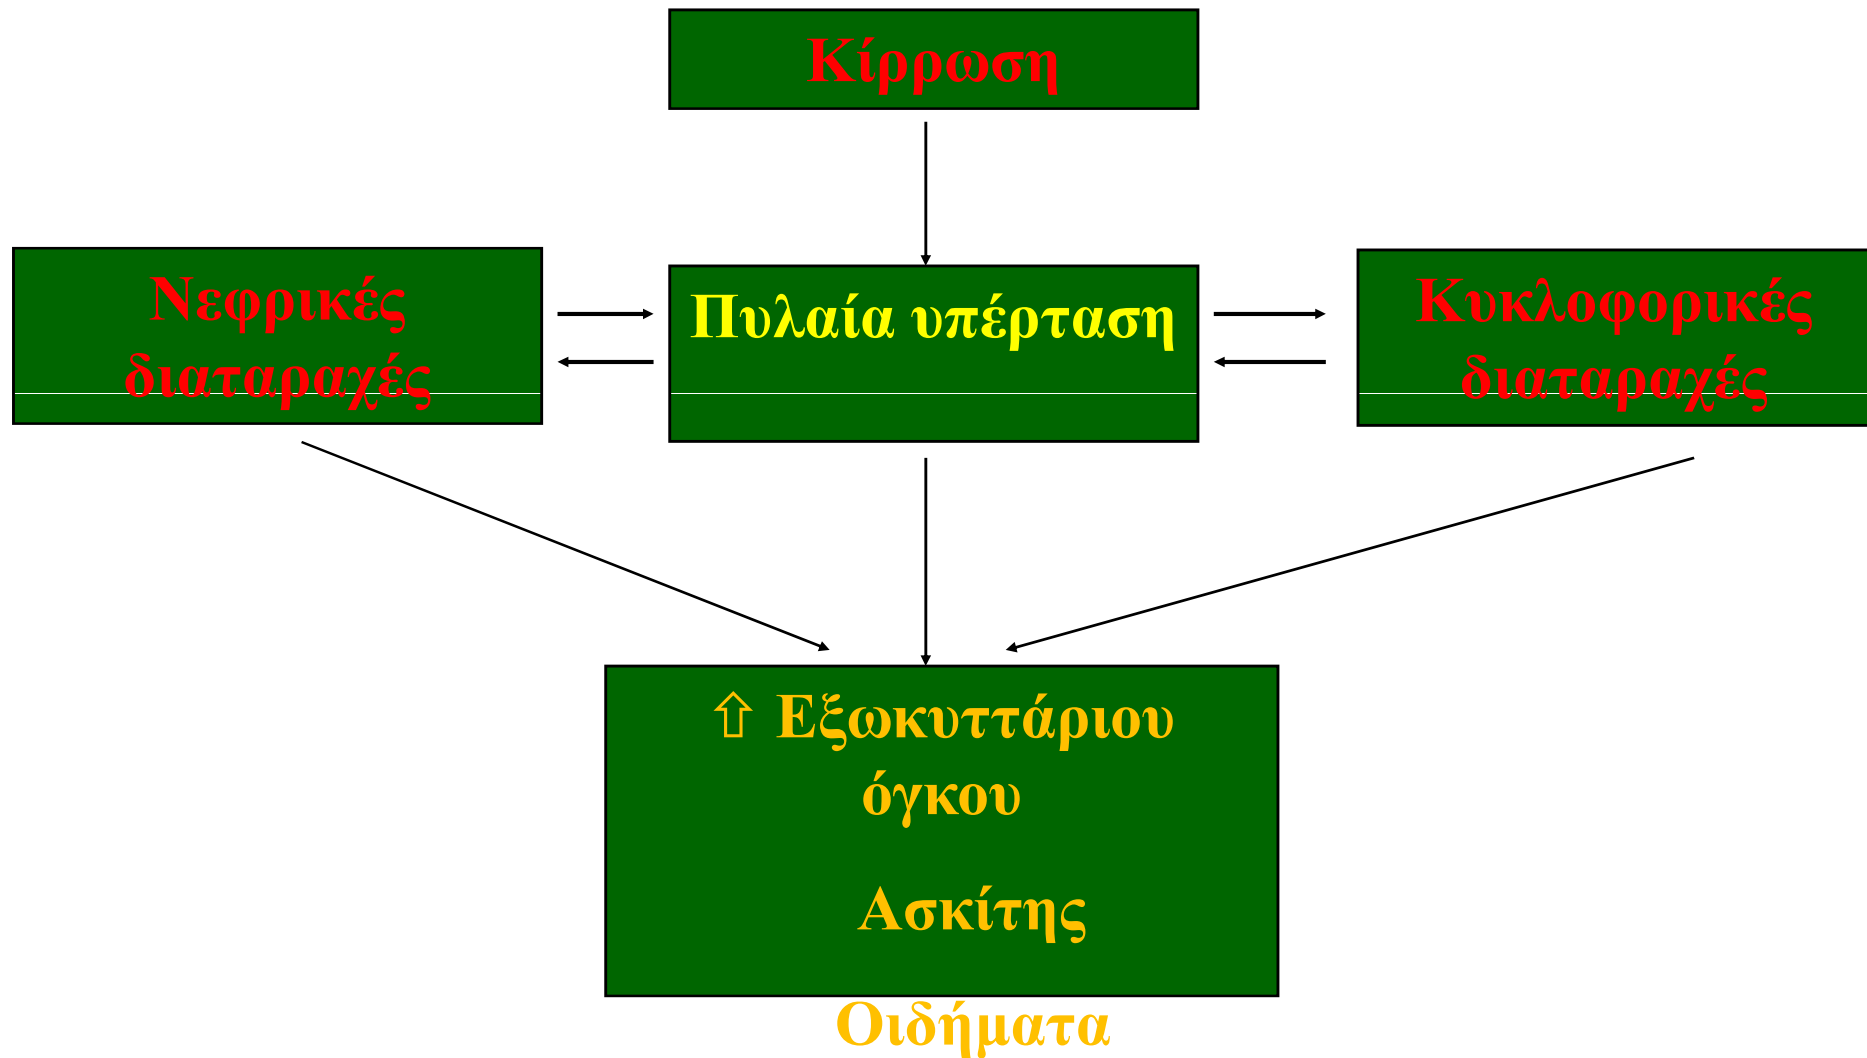 Κίρρωση
Νεφρικές
διαταραχές
Πυλαία υπέρταση
Κυκλοφορικές
διαταραχές
⇧ Εξωκυττάριου
όγκου
Ασκίτης
Οιδήματα